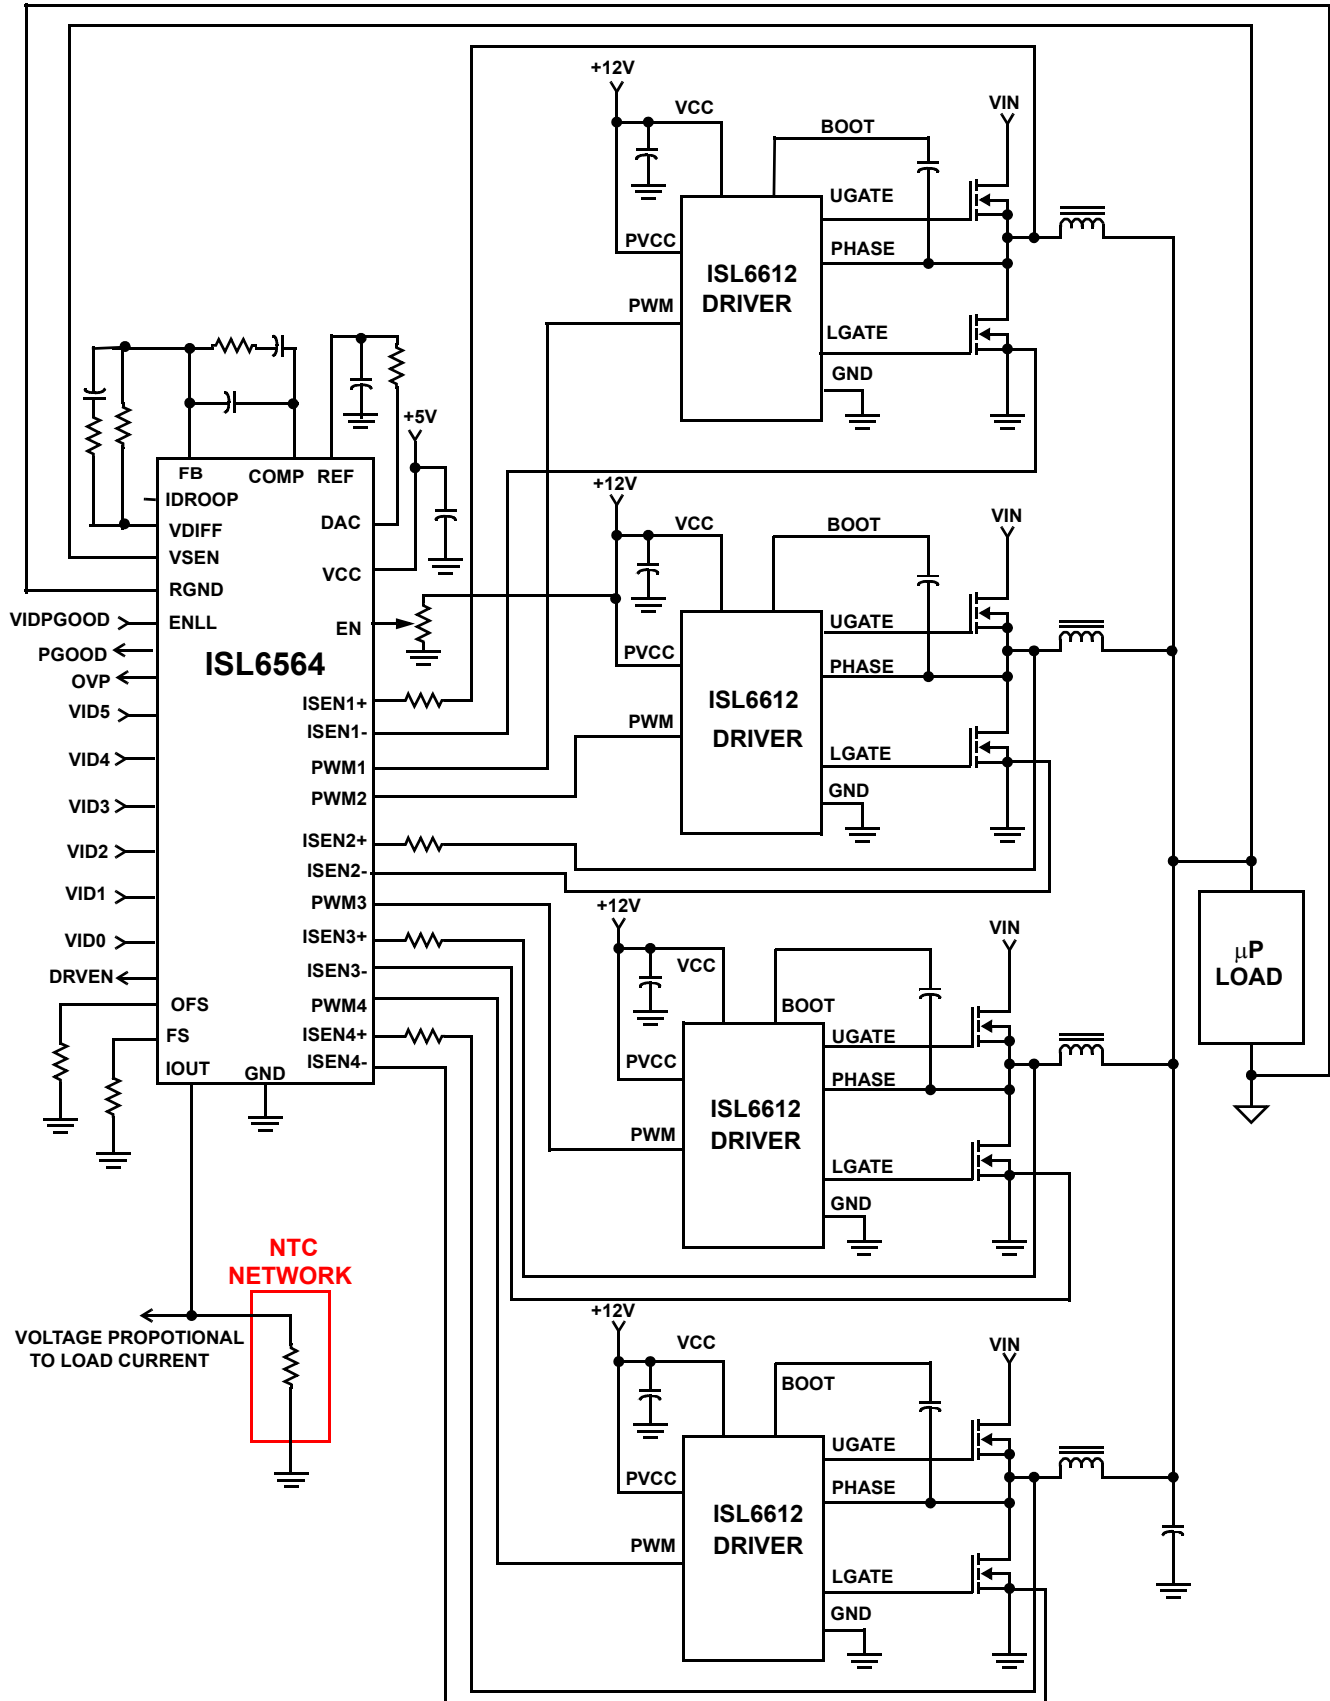 +12V
VCC
BOOT
VIN
UGATE
PVCC
PHASE
ISL6612
DRIVER
PWM
LGATE
GND
+5V
FB
COMP
REF
IDROOP
DAC
VDIFF
VSEN
VCC
RGND
VIDPGOOD
ENLL
EN
PGOOD
ISL6564
OVP
ISEN1+
VID5
ISEN1-
VID4
PWM1
PWM2
VID3
ISEN2+
VID2
ISEN2-
VID1
PWM3
VID0
ISEN3+
DRVEN
ISEN3-
OFS
PWM4
FS
ISEN4+
IOUT
GND
ISEN4-
+12V
VCC
BOOT
VIN
UGATE
PVCC
PHASE
ISL6612
PWM
DRIVER
LGATE
GND
+12V
VCC
VIN
BOOT
UGATE
PVCC
PHASE
ISL6612
PWM
DRIVER
LGATE
GND
μP
LOAD
NTC
NETWORK
VOLTAGE PROPOTIONAL
TO LOAD CURRENT
+12V
VCC
VIN
BOOT
UGATE
PVCC
PHASE
ISL6612
PWM
DRIVER
LGATE
GND